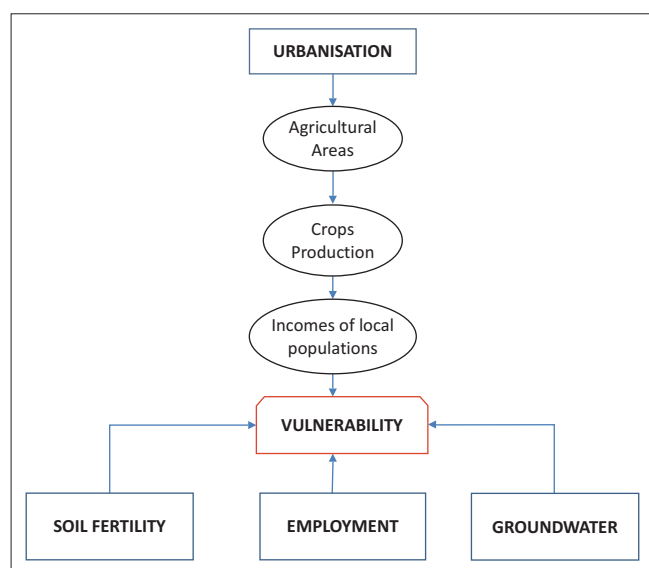 URBANISATION
Agricultural
Areas
Crops
Production
Incomes of local
populations
VULNERABILITY
SOIL FERTILITY
EMPLOYMENT
GROUNDWATER